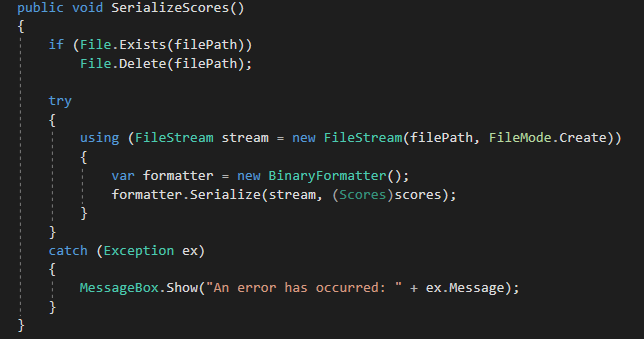 public void SerializeScores()
{
    if (File.Exists(filePath))
        File.Delete(filePath);

    try
    {
        using (FileStream stream = new FileStream(filePath, FileMode.Create))
        {
            var formatter = new BinaryFormatter();
            formatter.Serialize(stream, (Scores)scores);
        }
    }
    catch (Exception ex)
    {
        MessageBox.Show("An error has occurred: " + ex.Message);
    }
}